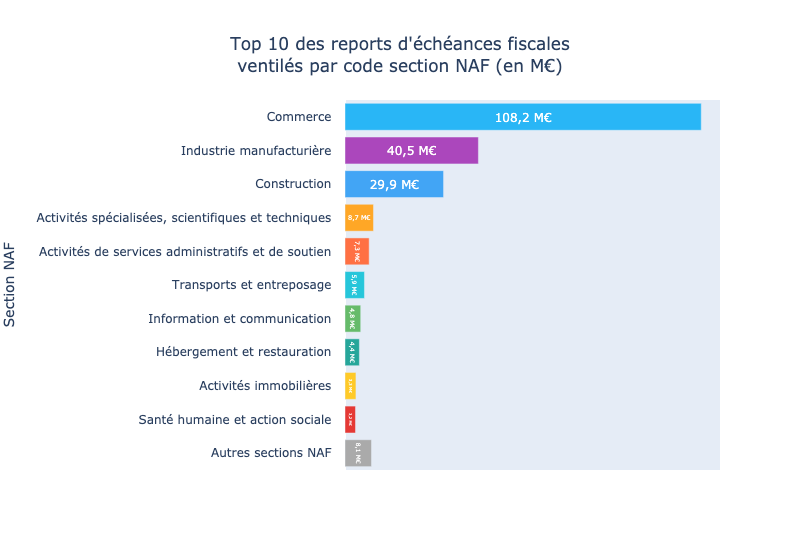 Top 10 des reports d'échéances fiscales
ventilés par code section NAF (en M€)
Section NAF
Commerce 108,2 M€
Industrie manufacturière 40,5 M€
Construction 29,9 M€
Activités spécialisées, scientifiques et techniques 8,7 M€
Activités de services administratifs et de soutien 7,3 M€
Transports et entreposage 5,9 M€
Information et communication 4,8 M€
Hébergement et restauration 4,4 M€
Activités immobilières M€
Santé humaine et action sociale M€
Autres sections NAF 8,1 M€